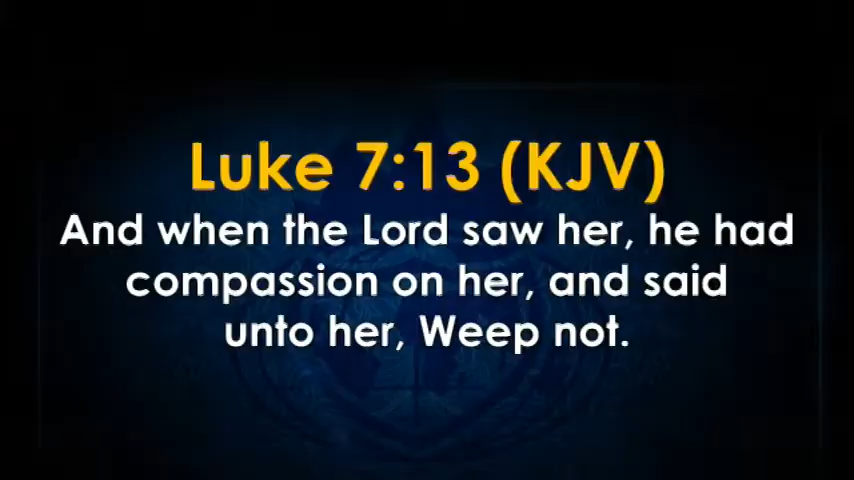 Luke 7:13 (KJV)
And when the Lord saw her, he had
compassion on her, and said
unto her, Weep not.